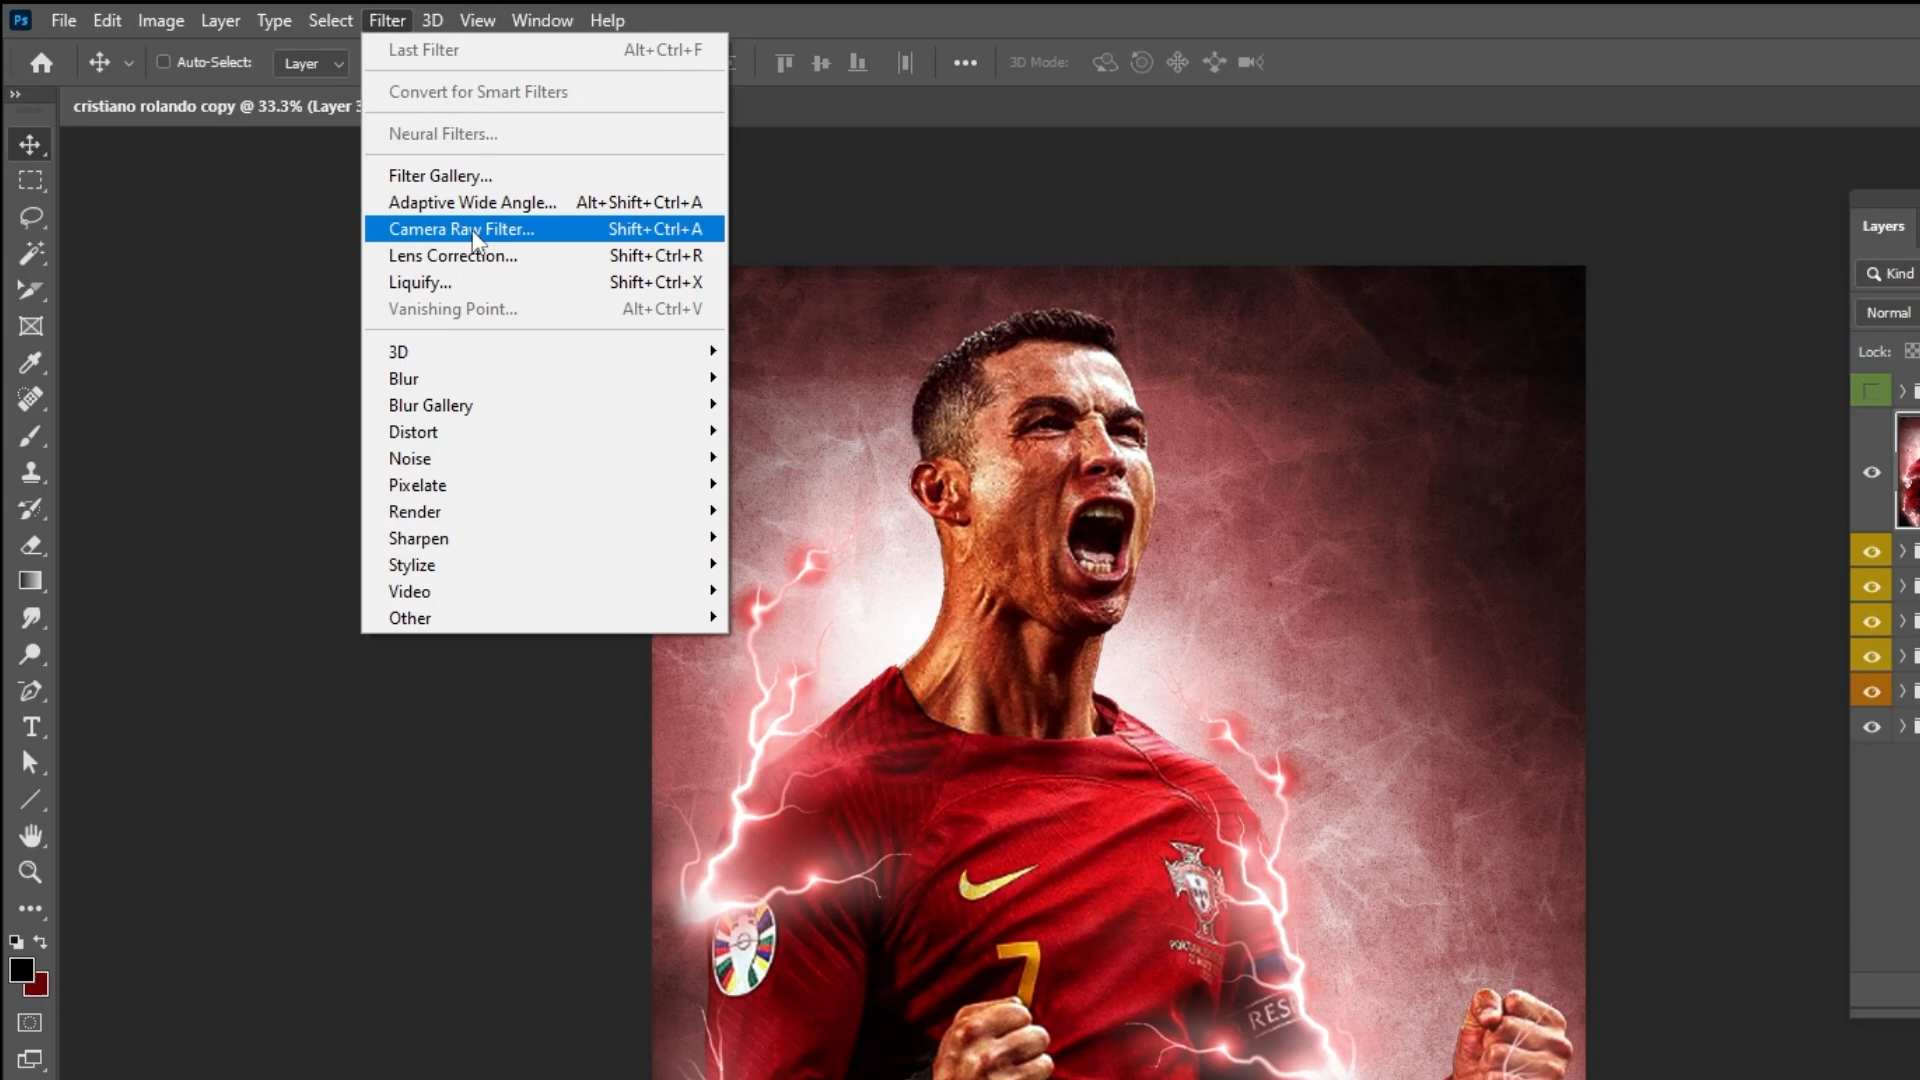 Ps File Edit Image Layer Type Select Filter 3D View Window Help
Auto-Select: Layer 3D Mode:
cristiano rolando copy @ 33.3% (Layer 3
Last Filter Alt+Ctrl+F
Convert for Smart Filters
Neural Filters...
Filter Gallery...
Adaptive Wide Angle... Alt+Shift+Ctrl+A
Camera Raw Filter... Shift+Ctrl+A
Lens Correction... Shift+Ctrl+R
Liquify... Shift+Ctrl+X
Vanishing Point... Alt+Ctrl+V
3D
Blur
Blur Gallery
Distort
Noise
Pixelate
Render
Sharpen
Stylize
Video
Other
Layers
Kind
Normal
Lock:
7
RES